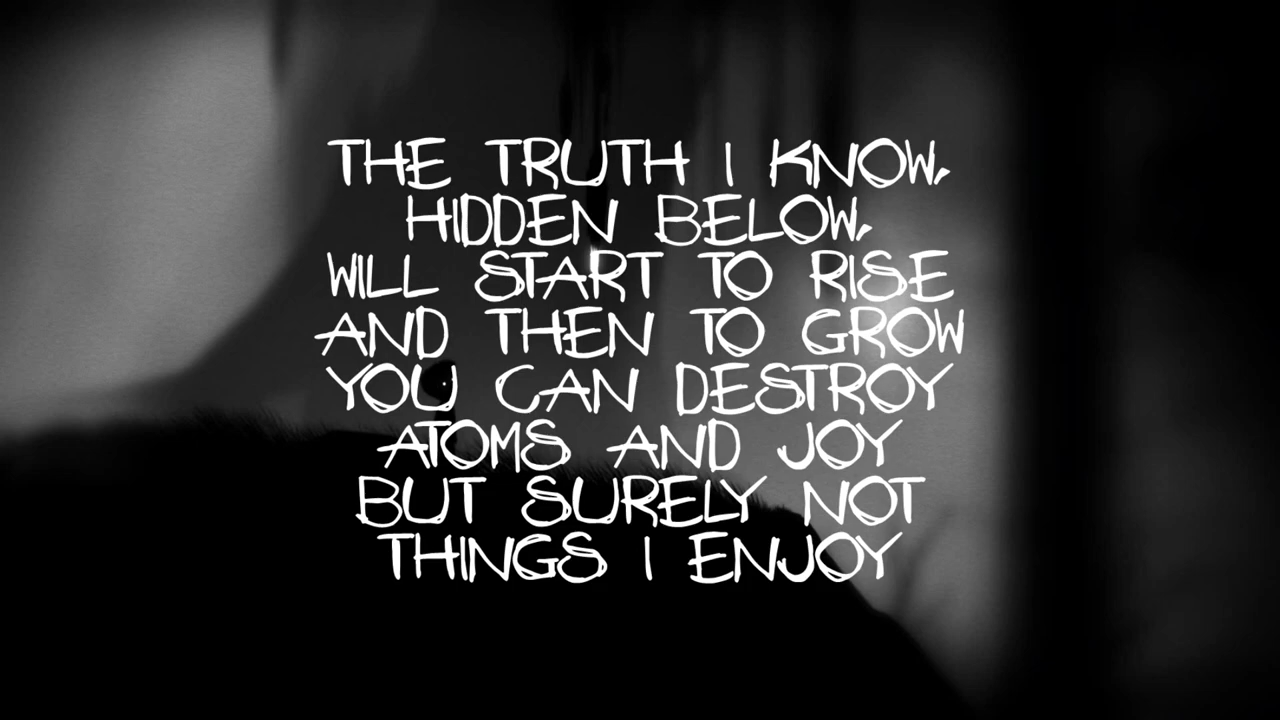 THE TRUTH I KNOW,
HIDDEN BELOW,
WILL START TO RISE
AND THEN TO GROW
YOU CAN DESTROY
ATOMS AND JOY
BUT SURELY NOT
THINGS I ENJOY